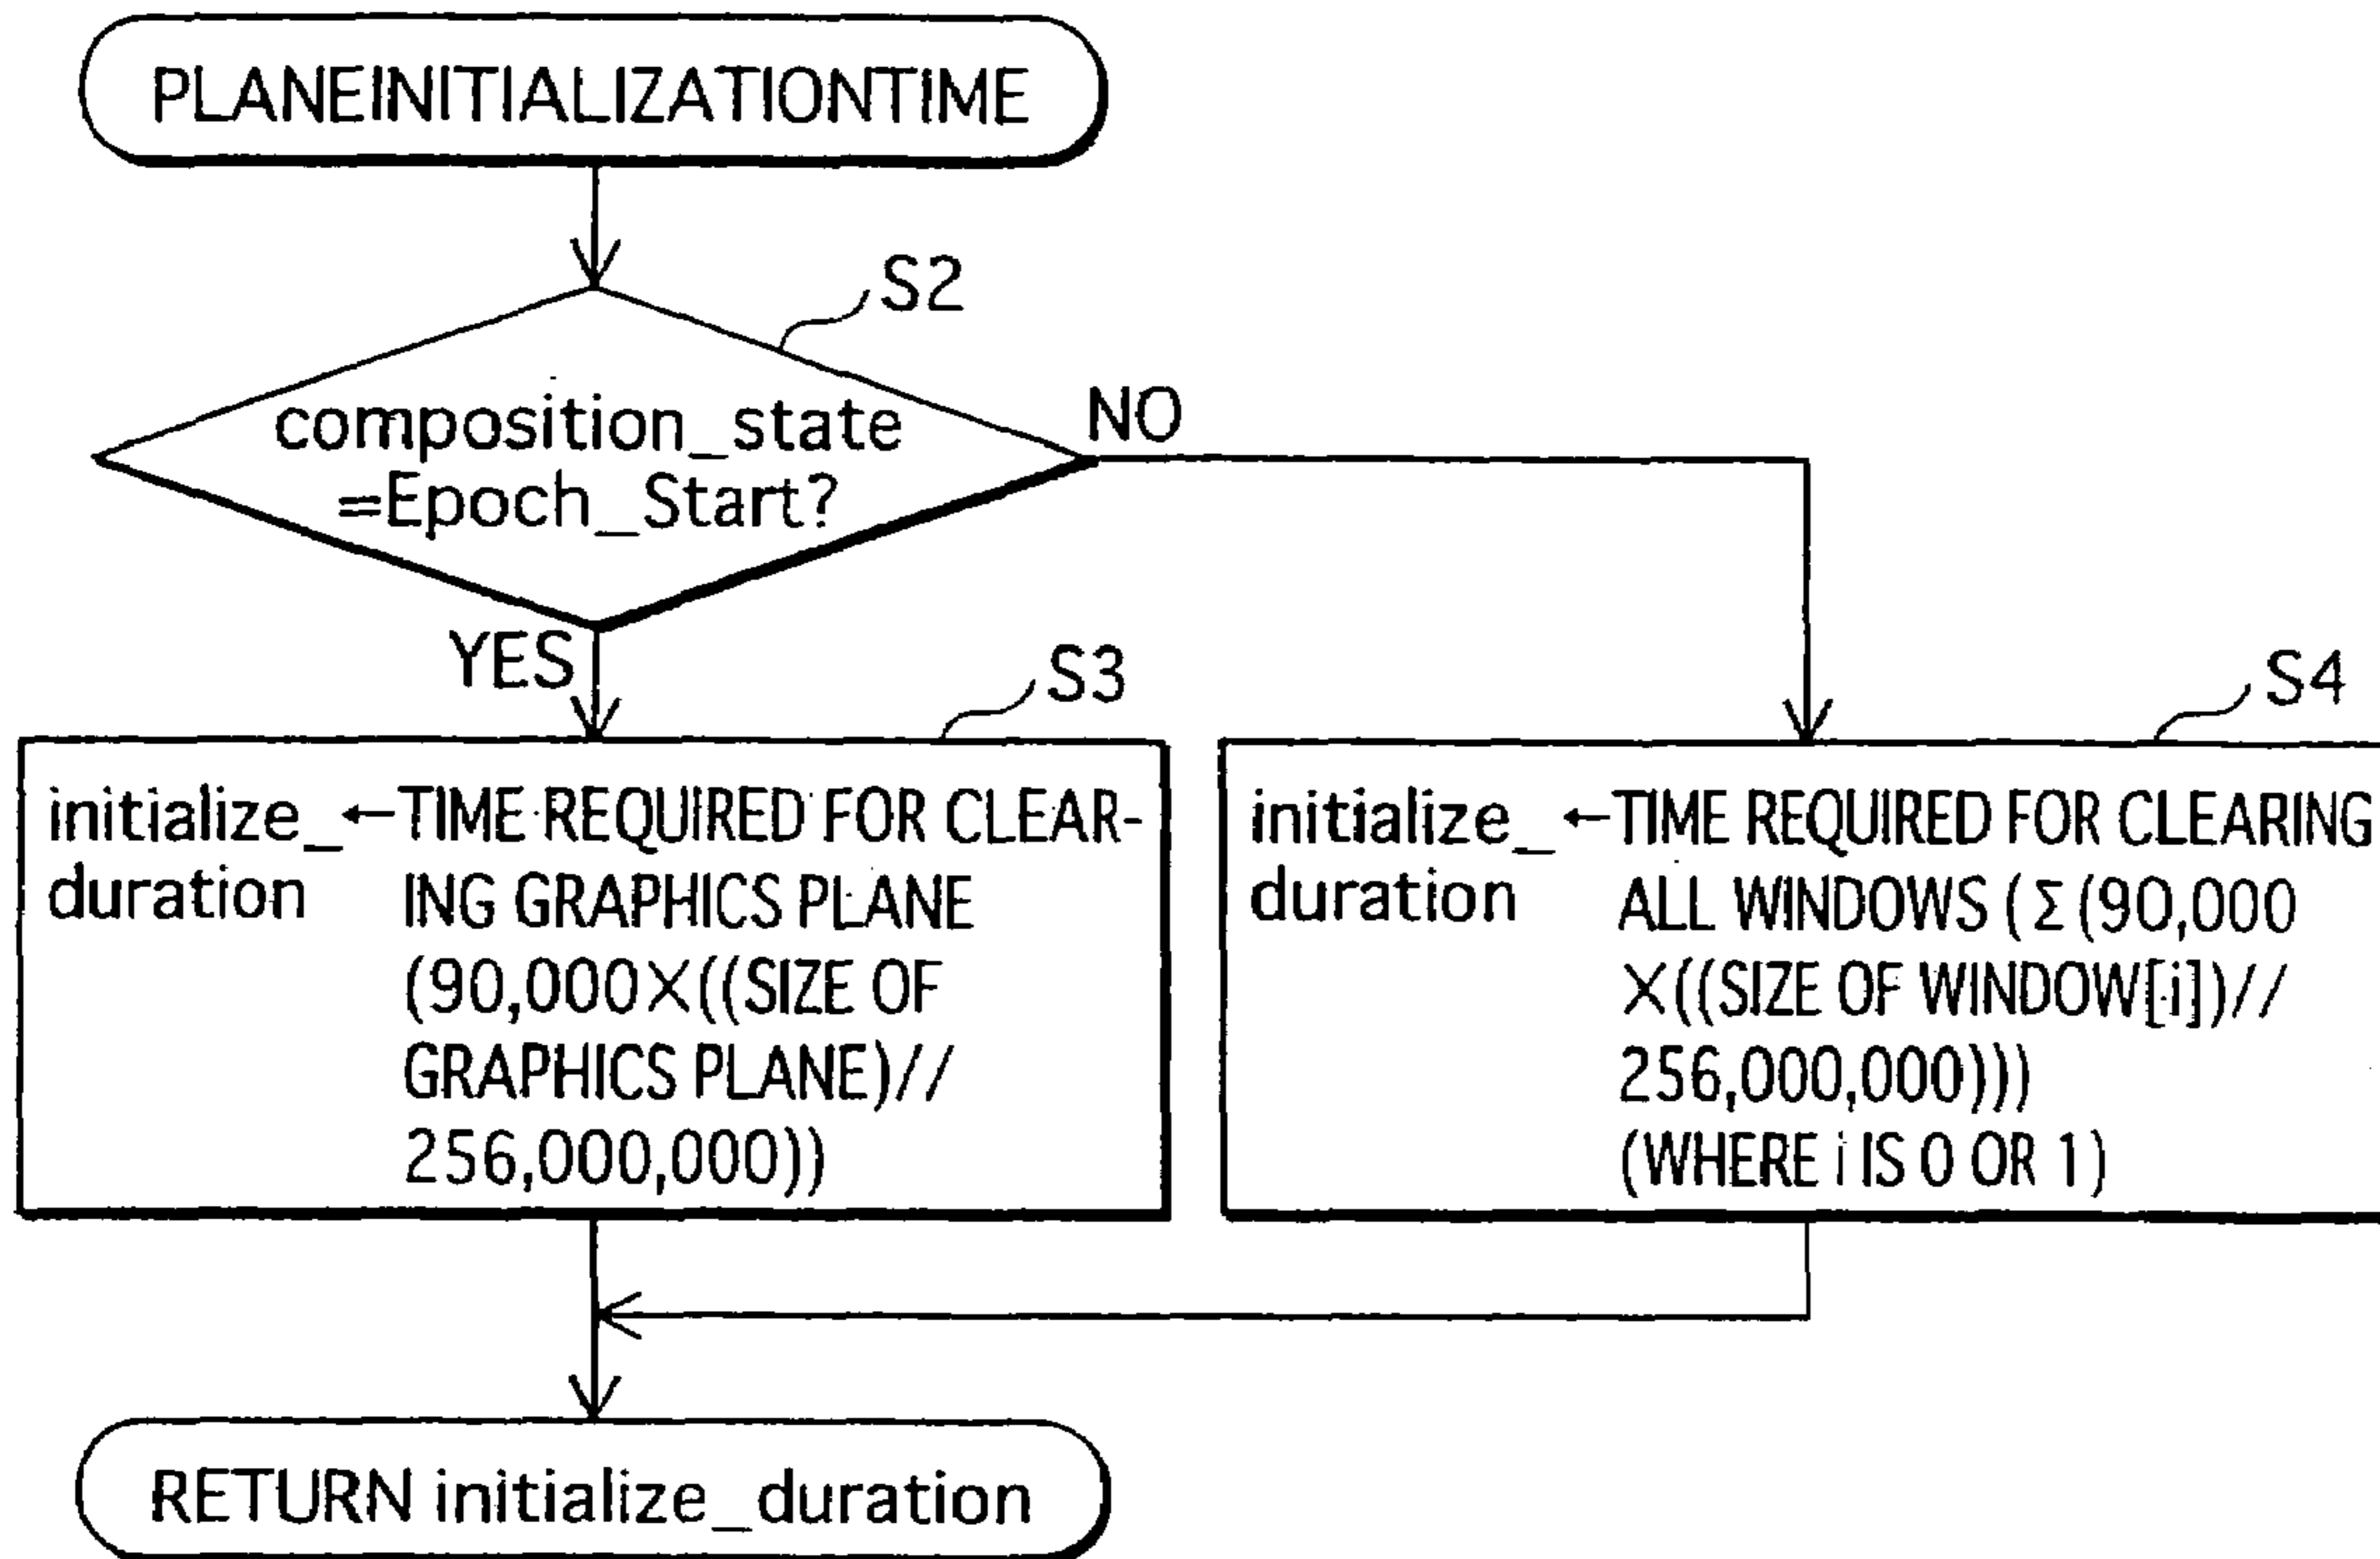 PLANEINITIALIZATIONTIME
S2
composition_state
=Epoch_Start?
NO
YES
S3
initialize_ ←TIME REQUIRED FOR CLEAR-
duration ING GRAPHICS PLANE
(90,000×((SIZE OF
GRAPHICS PLANE)//
256,000,000))
S4
initialize_ ←TIME REQUIRED FOR CLEARING
duration ALL WINDOWS (Σ(90,000
×((SIZE OF WINDOW[i])//
256,000,000)))
(WHERE i IS 0 OR 1)
RETURN initialize_duration